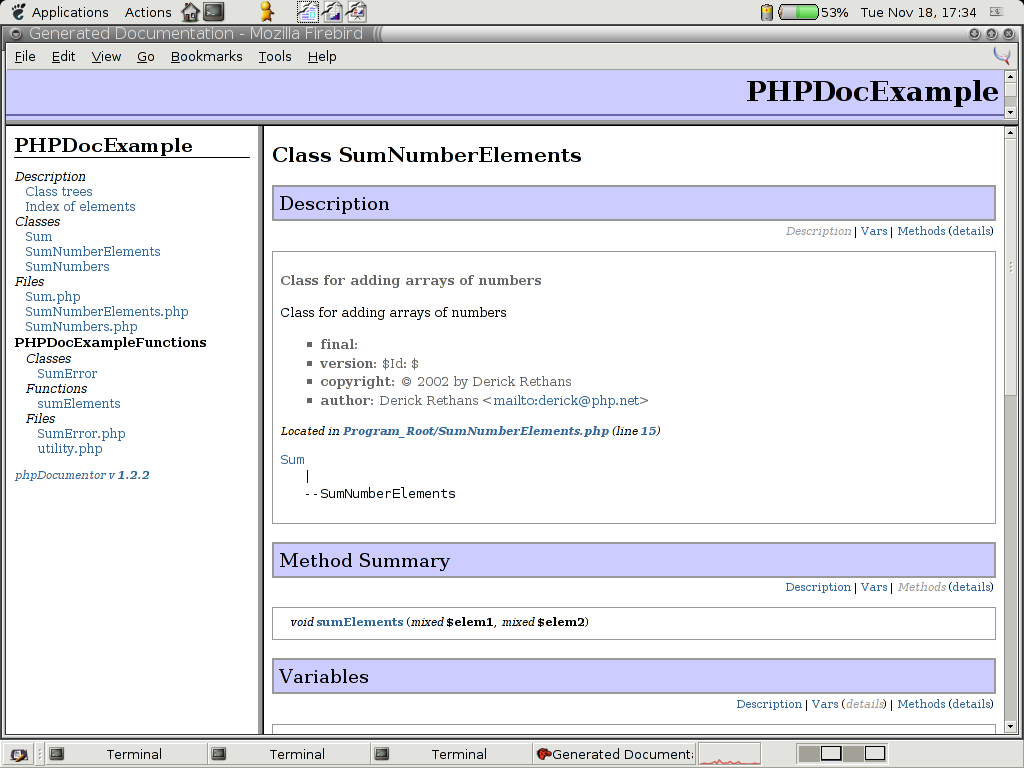 Applications Actions 53% Tue Nov 18, 17:34
Generated Documentation - Mozilla Firebird
File Edit View Go Bookmarks Tools Help
PHPDocExample
PHPDocExample
Description
Class trees
Index of elements
Classes
Sum
SumNumberElements
SumNumbers
Files
Sum.php
SumNumberElements.php
SumNumbers.php
PHPDocExampleFunctions
Classes
SumError
Functions
sumElements
Files
SumError.php
utility.php
phpDocumentor v 1.2.2
Class SumNumberElements
Description
Description | Vars | Methods (details)
Class for adding arrays of numbers
Class for adding arrays of numbers
final:
version: $Id: $
copyright: © 2002 by Derick Rethans
author: Derick Rethans <mailto:derick@php.net>
Located in Program_Root/SumNumberElements.php (line 15)
Sum
|
--SumNumberElements
Method Summary
Description | Vars | Methods (details)
void sumElements (mixed $elem1, mixed $elem2)
Variables
Description | Vars (details) | Methods (details)
Terminal Terminal Terminal Generated Document